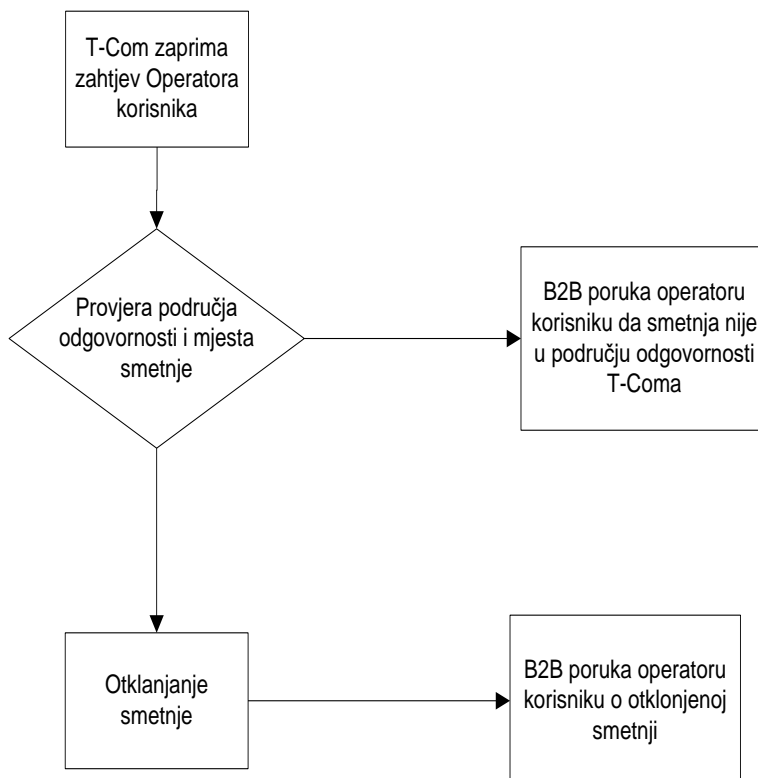 T-Com zaprima
zahtjev Operatora
korisnika
Provjera područja
odgovornosti i mjesta
smetnje
B2B poruka operatoru
korisniku da smetnja nije
u području odgovornosti
T-Coma
Otklanjanje
smetnje
B2B poruka operatoru
korisniku o otklonjenoj
smetnji